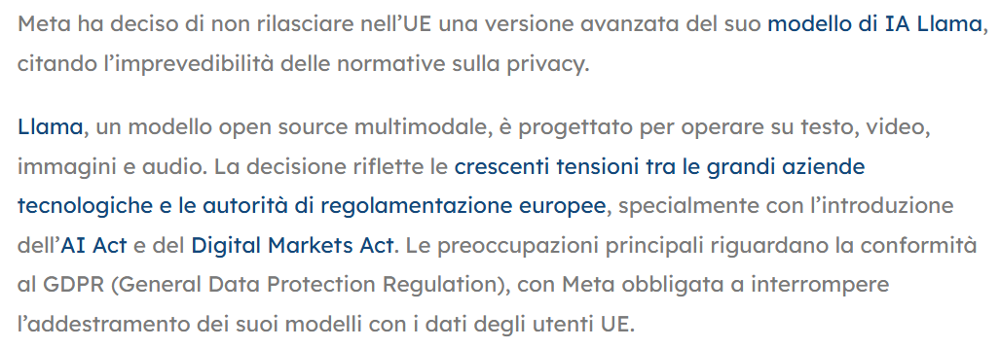 Meta ha deciso di non rilasciare nell’UE una versione avanzata del suo modello di IA Llama,
citando l’imprevedibilità delle normative sulla privacy.
Llama, un modello open source multimodale, è progettato per operare su testo, video,
immagini e audio. La decisione riflette le crescenti tensioni tra le grandi aziende
tecnologiche e le autorità di regolamentazione europee, specialmente con l’introduzione
dell’AI Act e del Digital Markets Act. Le preoccupazioni principali riguardano la conformità
al GDPR (General Data Protection Regulation), con Meta obbligata a interrompere
l’addestramento dei suoi modelli con i dati degli utenti UE.